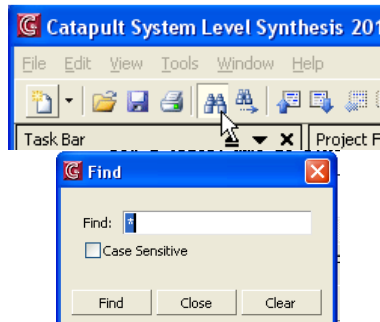 Catapult System Level Synthesis 201
File Edit View Tools Window Help
Task Bar
Project F
Find
Find: *
Case Sensitive
Find Close Clear